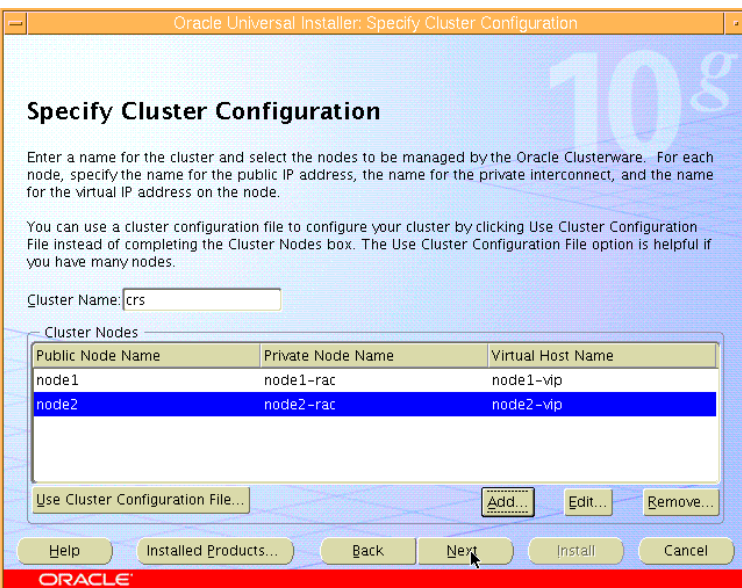 Oracle Universal Installer: Specify Cluster Configuration
10g
Specify Cluster Configuration
Enter a name for the cluster and select the nodes to be managed by the Oracle Clusterware. For each
node, specify the name for the public IP address, the name for the private interconnect, and the name
for the virtual IP address on the node.
You can use a cluster configuration file to configure your cluster by clicking Use Cluster Configuration
File instead of completing the Cluster Nodes box. The Use Cluster Configuration File option is helpful if
you have many nodes.
Cluster Name: crs
Cluster Nodes
Public Node Name Private Node Name Virtual Host Name
node1 node1-rac node1-vip
node2 node2-rac node2-vip
Use Cluster Configuration File... Add... Edit... Remove...
Help Installed Products... Back Next Install Cancel
ORACLE